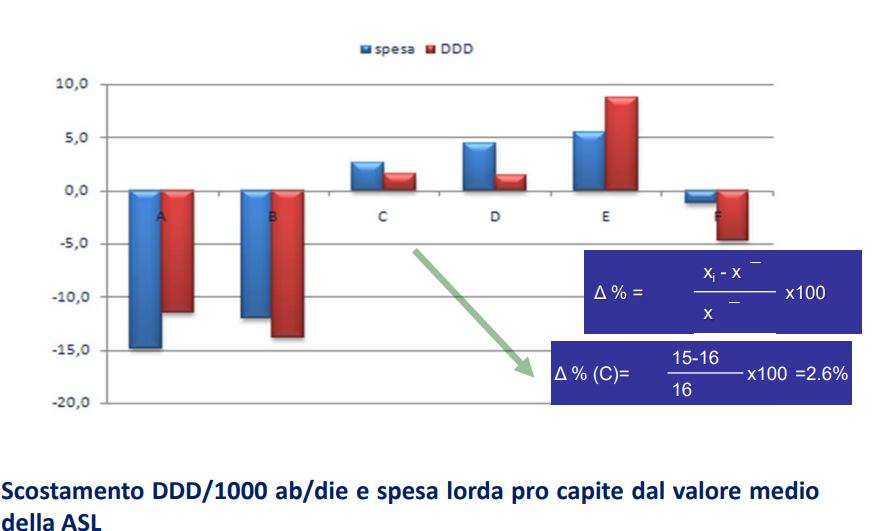 spesa DDD
10,0
5,0
0,0
A B C D E F
-5,0
-10,0
-15,0
-20,0
Δ % = xi - x̄ / x̄ x100
Δ % (C)= 15-16 / 16 x100 =2.6%
Scostamento DDD/1000 ab/die e spesa lorda pro capite dal valore medio
della ASL